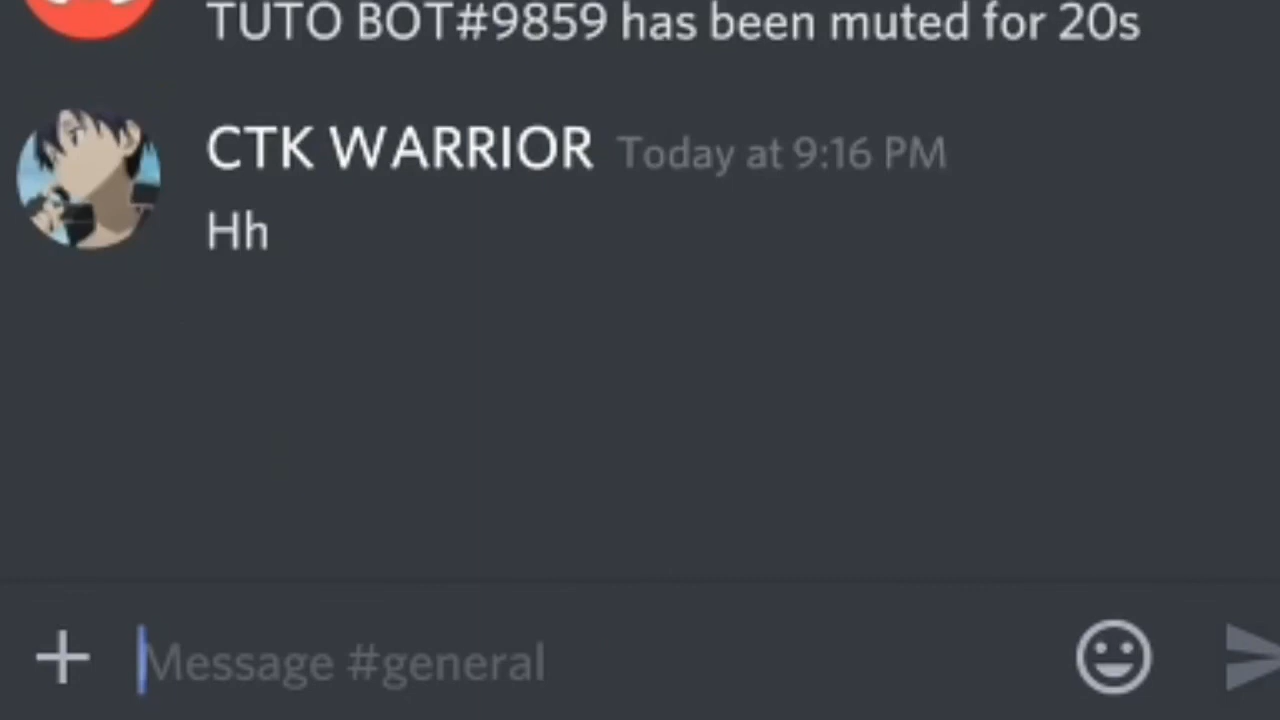 TUTO BOT#9859 has been muted for 20s
CTK WARRIOR Today at 9:16 PM
Hh
Message #general